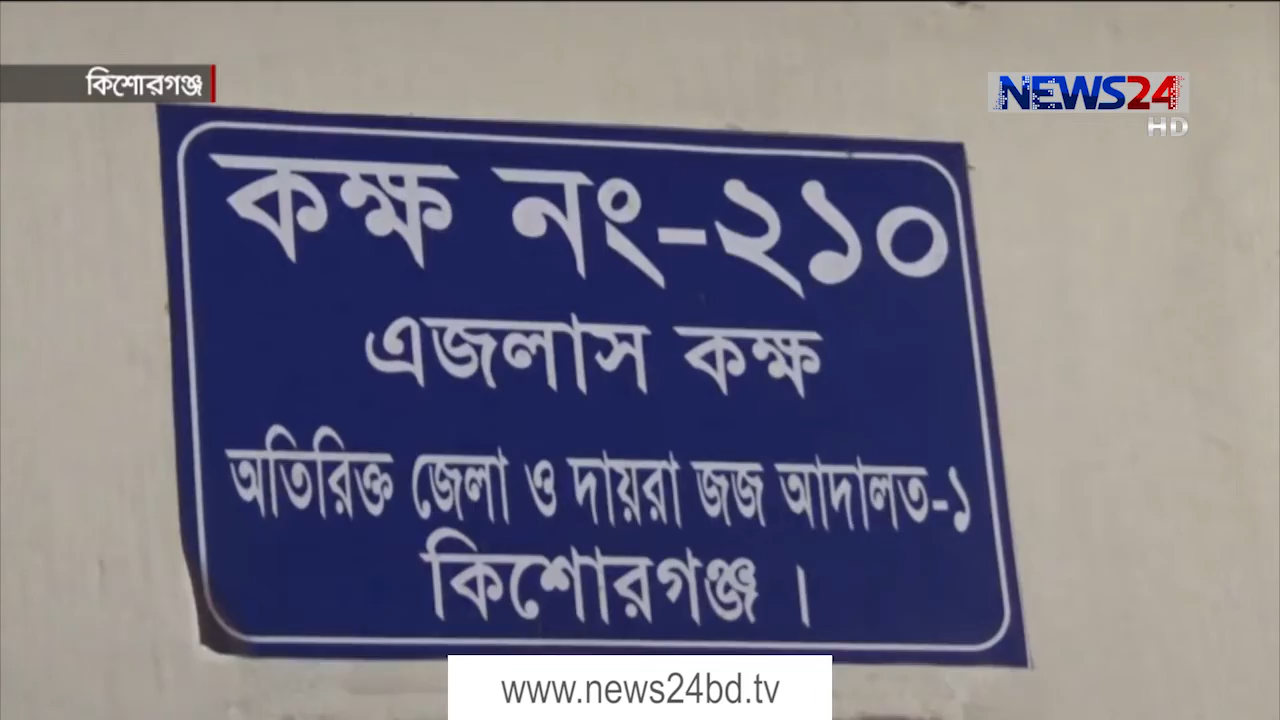 কিশোরগঞ্জ
NEWS24
HD
কক্ষ নং-২১০
এজলাস কক্ষ
অতিরিক্ত জেলা ও দায়রা জজ আদালত-১
কিশোরগঞ্জ ।
www.news24bd.tv